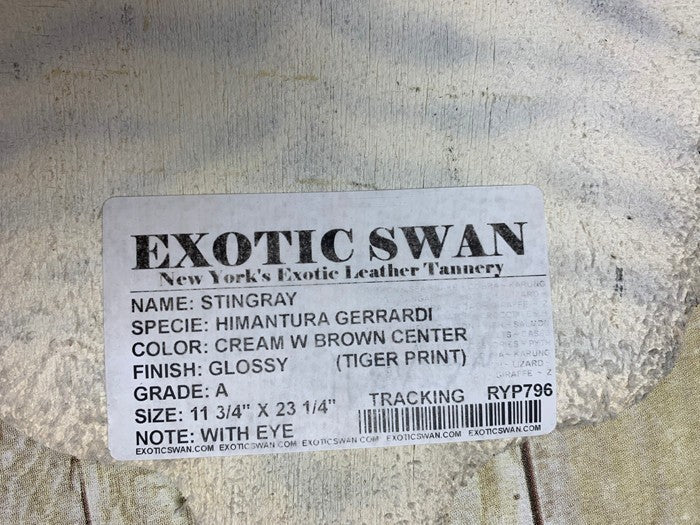 EXOTIC SWAN
New York's Exotic Leather Tannery
NAME: STINGRAY
SPECIE: HIMANTURA GERRARDI
COLOR: CREAM W BROWN CENTER
FINISH: GLOSSY (TIGER PRINT)
GRADE: A
SIZE: 11 3/4" X 23 1/4"
TRACKING RYP796
NOTE: WITH EYE
EXOTICSWAN.COM EXOTICSWAN.COM EXOTICSWAN.COM EXOTICSWAN.COM EXOTICSWAN.COM